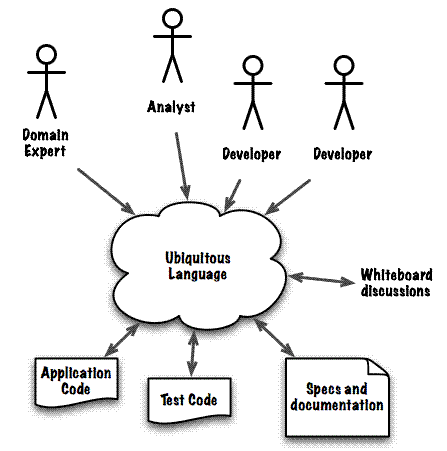 Analyst
Domain
Expert
Developer
Developer
Ubiquitous
Language
Whiteboard
discussions
Application
Code
Test Code
Specs and
documentation